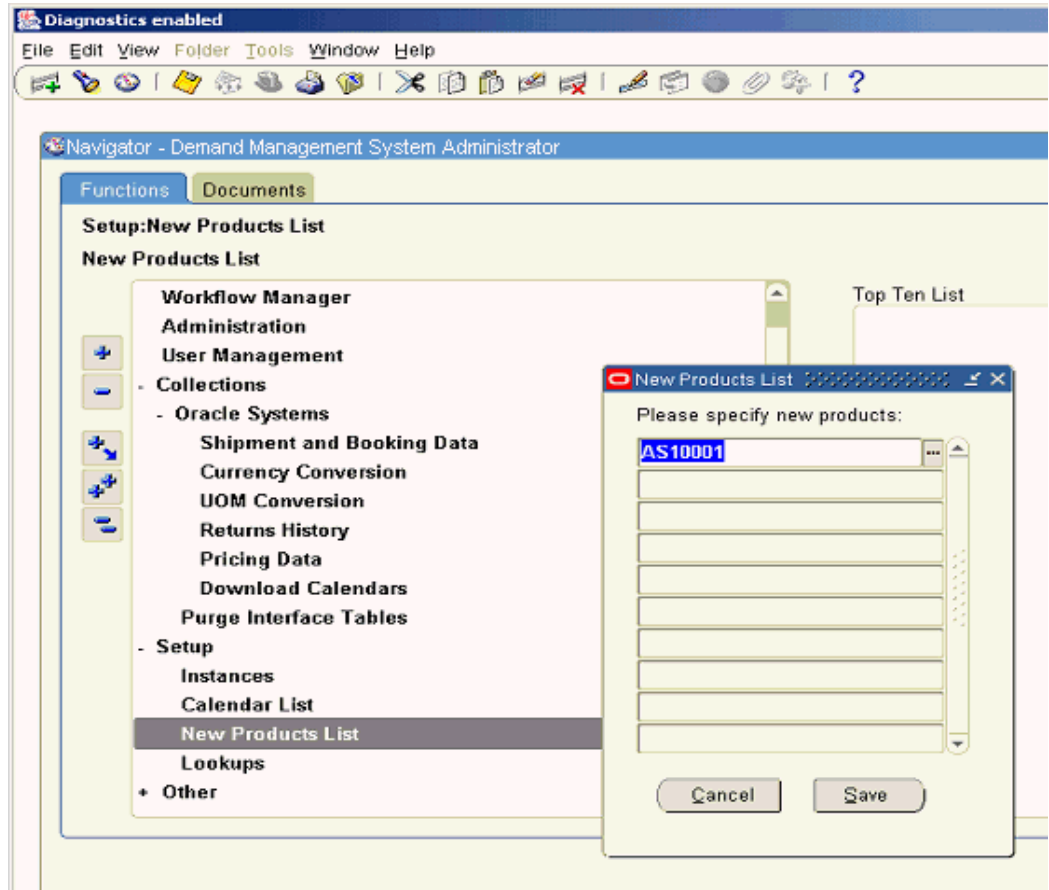 Diagnostics enabled
File Edit View Folder Tools Window Help
?
Navigator - Demand Management System Administrator
Functions Documents
Setup:New Products List
New Products List
Workflow Manager
Administration
User Management
- Collections
- Oracle Systems
Shipment and Booking Data
Currency Conversion
UOM Conversion
Returns History
Pricing Data
Download Calendars
Purge Interface Tables
- Setup
Instances
Calendar List
New Products List
Lookups
+ Other
Top Ten List
New Products List
Please specify new products:
AS10001
...
Cancel Save